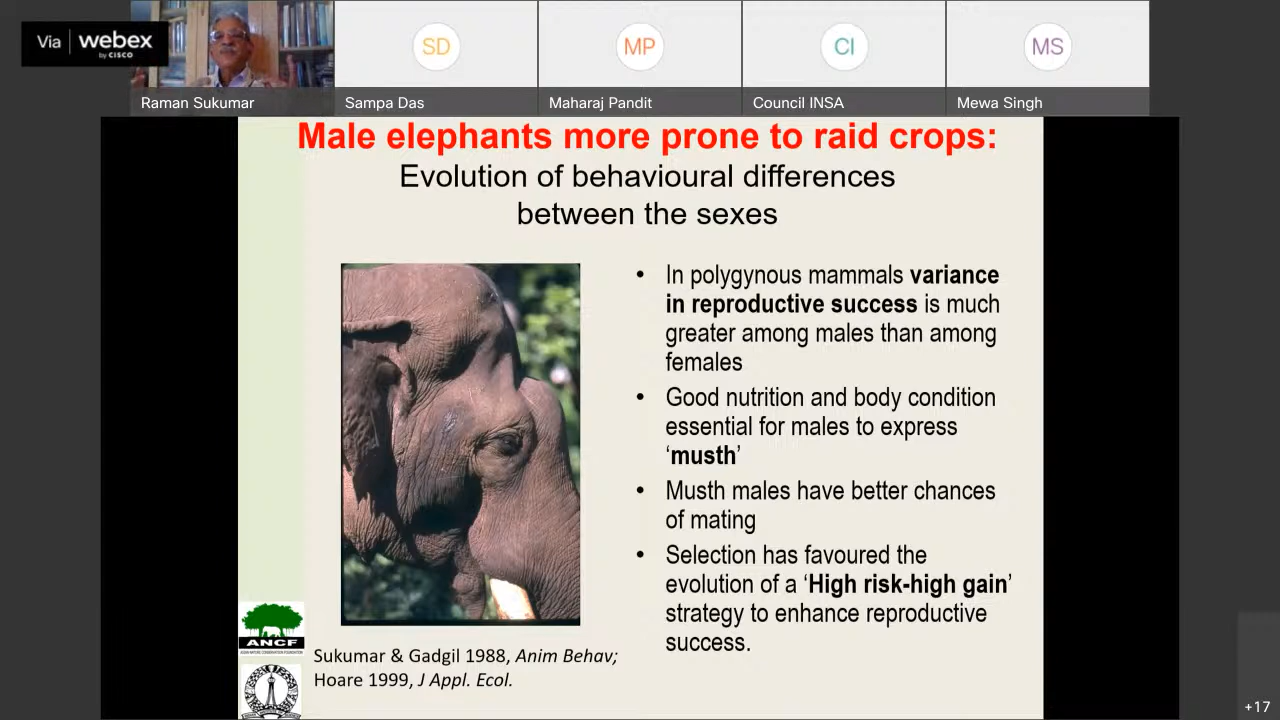 Via webex
by CISCO
SD
MP
CI
MS
Raman Sukumar
Sampa Das
Maharaj Pandit
Council INSA
Mewa Singh
Male elephants more prone to raid crops:
Evolution of behavioural differences
between the sexes
• In polygynous mammals variance
in reproductive success is much
greater among males than among
females
• Good nutrition and body condition
essential for males to express
‘musth’
• Musth males have better chances
of mating
• Selection has favoured the
evolution of a ‘High risk-high gain’
strategy to enhance reproductive
success.
ANCF
ASIAN NATURE CONSERVATION FOUNDATION
Sukumar & Gadgil 1988, Anim Behav;
Hoare 1999, J Appl. Ecol.
+17